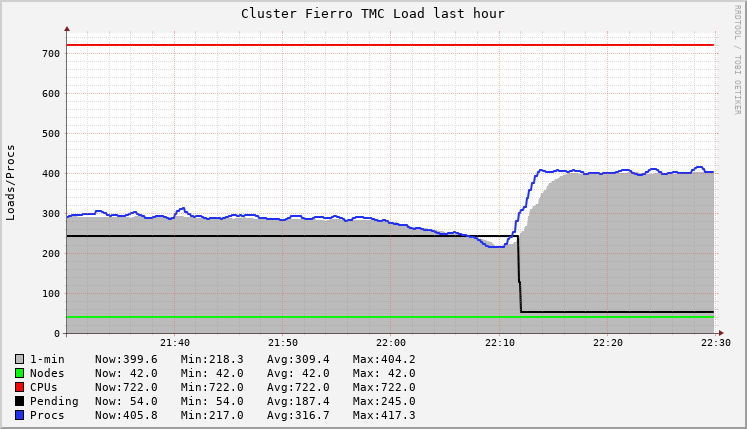 Cluster Fierro TMC Load last hour
RRDTOOL / TOBI OETIKER
Loads/Procs
700
600
500
400
300
200
100
0
21:40 21:50 22:00 22:10 22:20 22:30
1-min Now:399.6 Min:218.3 Avg:309.4 Max:404.2
Nodes Now: 42.0 Min: 42.0 Avg: 42.0 Max: 42.0
CPUs Now:722.0 Min:722.0 Avg:722.0 Max:722.0
Pending Now: 54.0 Min: 54.0 Avg:187.4 Max:245.0
Procs Now:405.8 Min:217.0 Avg:316.7 Max:417.3